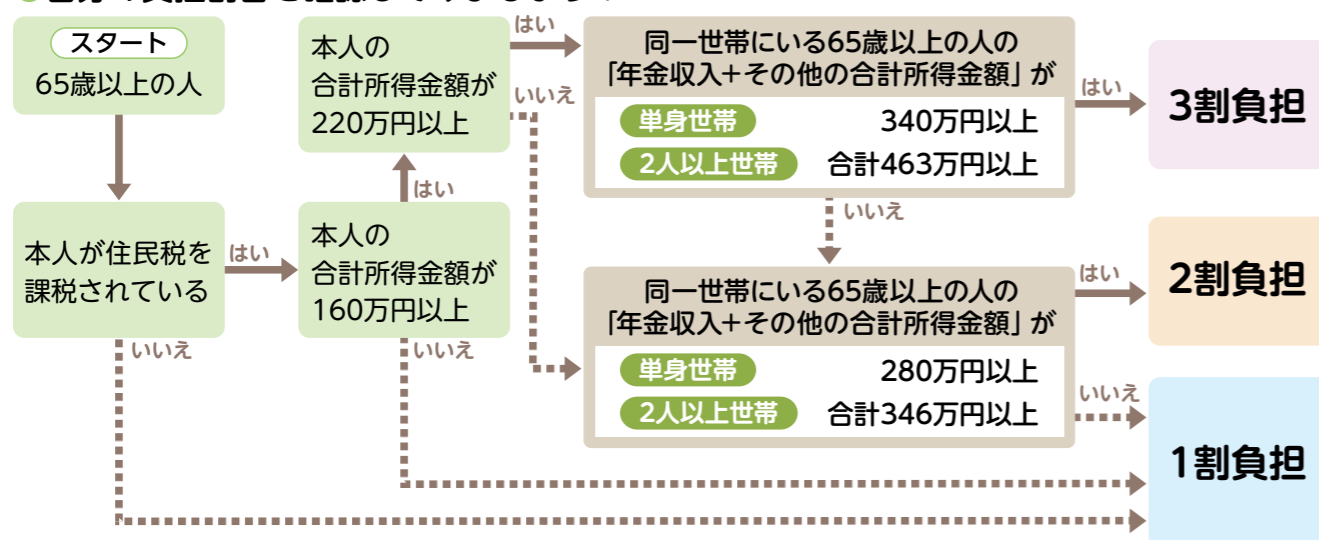 スタート
65歳以上の人
本人が住民税を
課税されている
はい
いいえ
本人の
合計所得金額が
160万円以上
はい
いいえ
本人の
合計所得金額が
220万円以上
はい
いいえ
同一世帯にいる65歳以上の人の
「年金収入+その他の合計所得金額」が
単身世帯 340万円以上
2人以上世帯 合計463万円以上
はい
いいえ
同一世帯にいる65歳以上の人の
「年金収入+その他の合計所得金額」が
単身世帯 280万円以上
2人以上世帯 合計346万円以上
はい
いいえ
3割負担
2割負担
1割負担